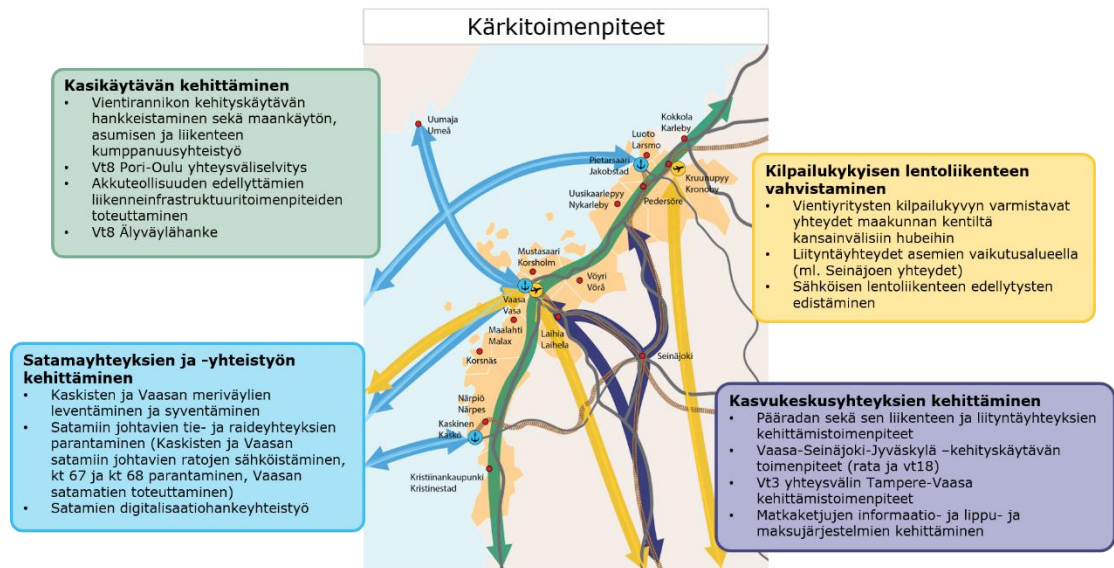 Kärkitoimenpiteet
Kasikäytävän kehittäminen
• Vientirannikon kehityskäytävän
hankkeistaminen sekä maankäytön,
asumisen ja liikenteen
kumppanuusyhteistyö
• Vt8 Pori-Oulu yhteysväliselvitys
• Akkuteollisuuden edellyttämien
liikenneinfrastruktuuritoimenpiteiden
toteuttaminen
• Vt8 Älyväylähanke
Satamayhteyksien ja -yhteistyön
kehittäminen
• Kaskisten ja Vaasan meriväylien
leventäminen ja syventäminen
• Satamiin johtavien tie- ja raideyhteyksien
parantaminen (Kaskisten ja Vaasan
satamiin johtavien ratojen sähköistäminen,
kt 67 ja kt 68 parantaminen, Vaasan
satamatien toteuttaminen)
• Satamien digitalisaatiohankeyhteistyö
Uumaja
Umeå
Kokkola
Karleby
Luoto
Larsmo
Pietarsaari
Jakobstad
Kruunupyy
Kronoby
Uusikaarlepyy
Nykarleby
Pedersöre
Mustasaari
Korsholm
Vöyri
Vörå
Vaasa
Vasa
Maalahti
Malax
Laihia
Laihela
Korsnäs
Seinäjoki
Närpiö
Närpes
Kaskinen
Kaskö
Kristiinankaupunki
Kristinestad
Kilpailukykyisen lentoliikenteen
vahvistaminen
• Vientiyritysten kilpailukyvyn varmistavat
yhteydet maakunnan kentiltä
kansainvälisiin hubeihin
• Liityntäyhteydet asemien vaikutusalueella
(ml. Seinäjoen yhteydet)
• Sähköisen lentoliikenteen edellytysten
edistäminen
Kasvukeskusyhteyksien kehittäminen
• Pääradan sekä sen liikenteen ja liityntäyhteyksien
kehittämistoimenpiteet
• Vaasa-Seinäjoki-Jyväskylä –kehityskäytävän
toimenpiteet (rata ja vt18)
• Vt3 yhteysvälin Tampere-Vaasa
kehittämistoimenpiteet
• Matkaketjujen informaatio- ja lippu- ja
maksujärjestelmien kehittäminen